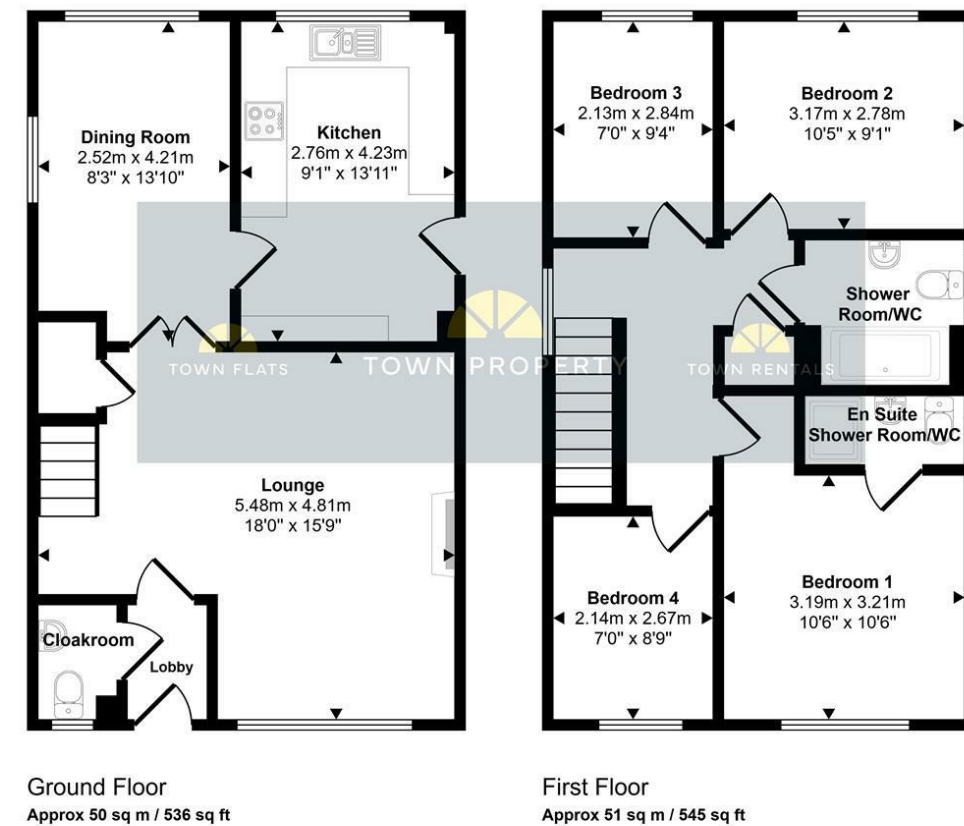 Dining Room
2.52m x 4.21m
8'3" x 13'10"
Kitchen
2.76m x 4.23m
9'1" x 13'11"
Lounge
5.48m x 4.81m
18'0" x 15'9"
Cloakroom
Lobby
Bedroom 3
2.13m x 2.84m
7'0" x 9'4"
Bedroom 2
3.17m x 2.78m
10'5" x 9'1"
Shower
Room/WC
En Suite
Shower Room/WC
Bedroom 4
2.14m x 2.67m
7'0" x 8'9"
Bedroom 1
3.19m x 3.21m
10'6" x 10'6"
TOWN FLATS
TOWN PROPERTY
TOWN RENTALS
Ground Floor
Approx 50 sq m / 536 sq ft
First Floor
Approx 51 sq m / 545 sq ft